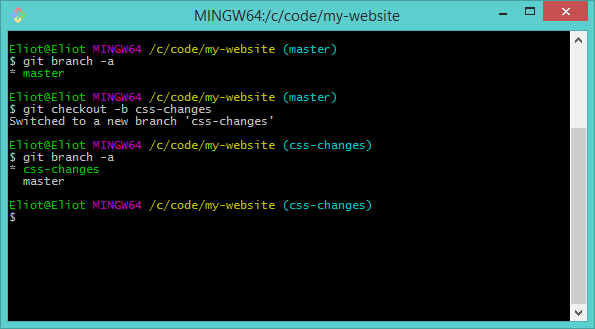 MINGW64:/c/code/my-website
Eliot@Eliot MINGW64 /c/code/my-website (master)
$ git branch -a
* master
Eliot@Eliot MINGW64 /c/code/my-website (master)
$ git checkout -b css-changes
Switched to a new branch 'css-changes'
Eliot@Eliot MINGW64 /c/code/my-website (css-changes)
$ git branch -a
* css-changes
  master
Eliot@Eliot MINGW64 /c/code/my-website (css-changes)
$